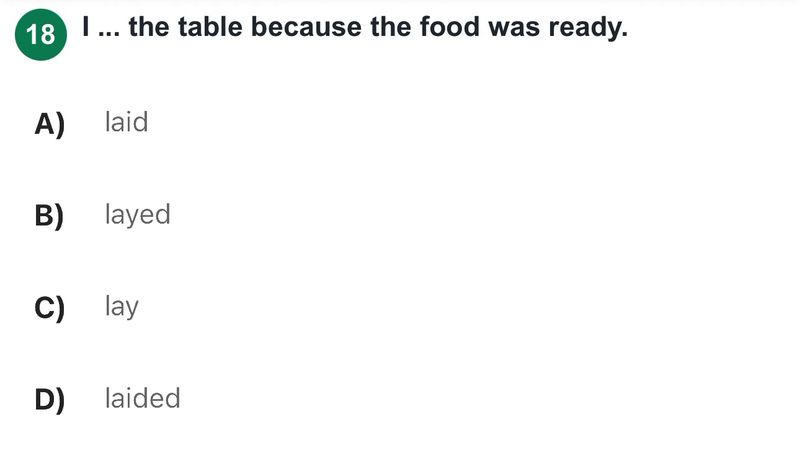 18 I ... the table because the food was ready.
A) laid
B) layed
C) lay
D) laided